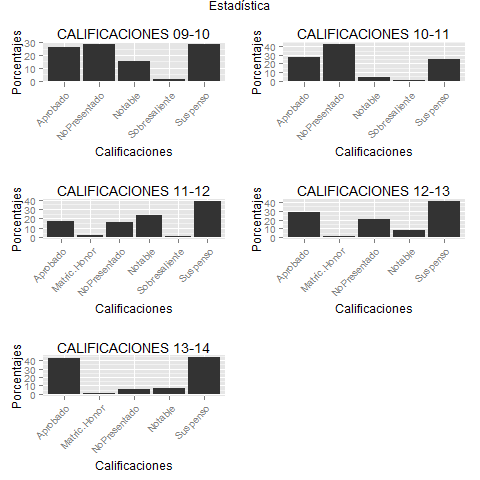 Estadística
CALIFICACIONES 09-10
Porcentajes
30
20
10
0
Aprobado
NoPresentado
Notable
Sobresaliente
Suspenso
Calificaciones
CALIFICACIONES 10-11
Porcentajes
40
30
20
10
0
Aprobado
NoPresentado
Notable
Sobresaliente
Suspenso
Calificaciones
CALIFICACIONES 11-12
Porcentajes
40
30
20
10
0
Aprobado
Matric.Honor
NoPresentado
Notable
Sobresaliente
Suspenso
Calificaciones
CALIFICACIONES 12-13
Porcentajes
40
30
20
10
0
Aprobado
Matric.Honor
NoPresentado
Notable
Suspenso
Calificaciones
CALIFICACIONES 13-14
Porcentajes
40
30
20
10
0
Aprobado
Matric.Honor
NoPresentado
Notable
Suspenso
Calificaciones